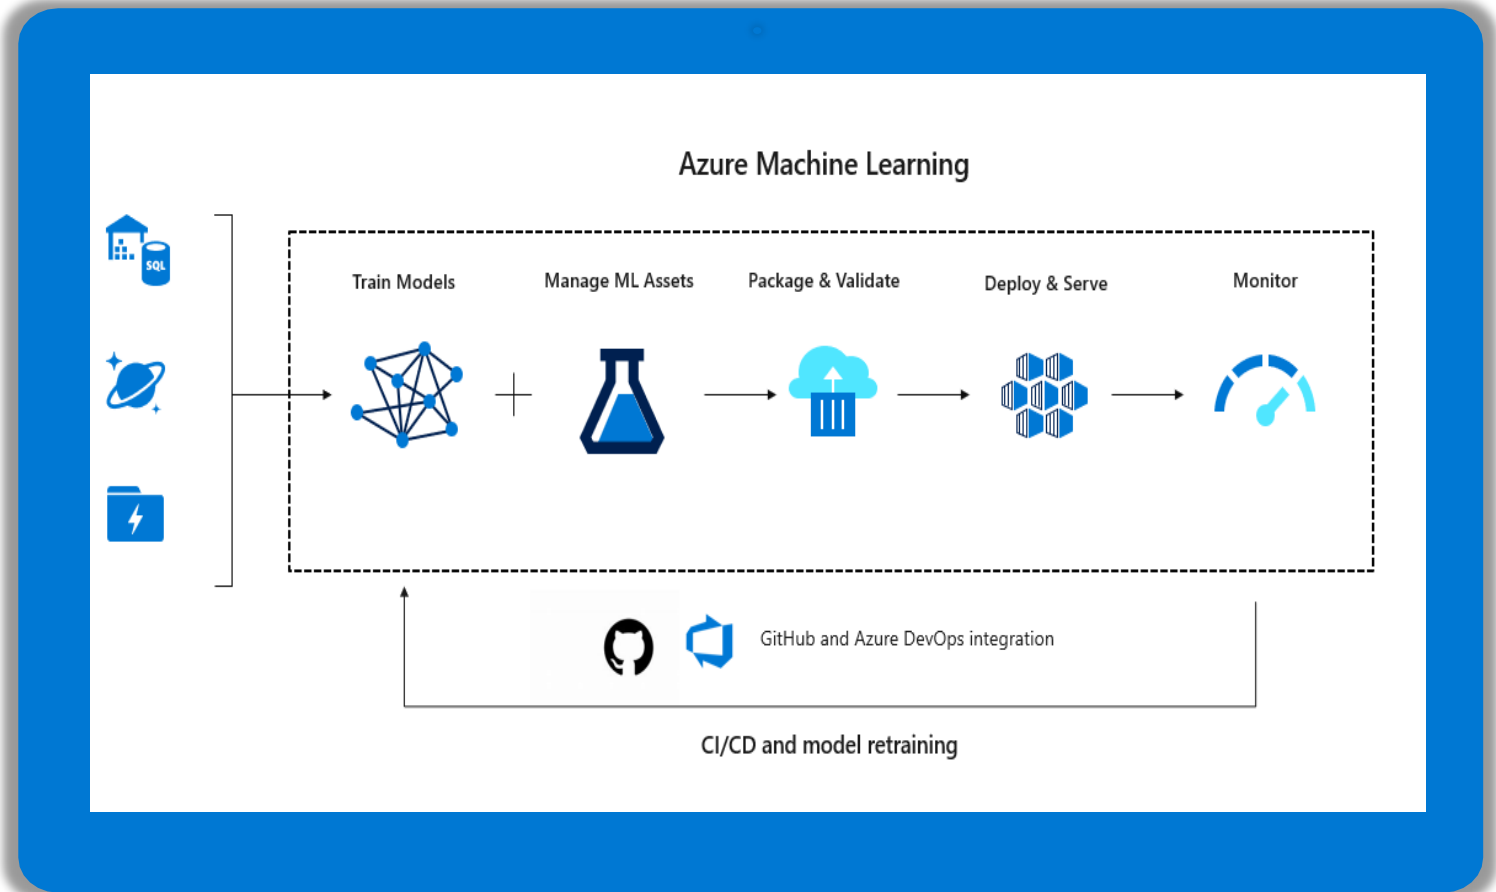 Azure Machine Learning
SQL
Train Models
Manage ML Assets
Package & Validate
Deploy & Serve
Monitor
GitHub and Azure DevOps integration
CI/CD and model retraining